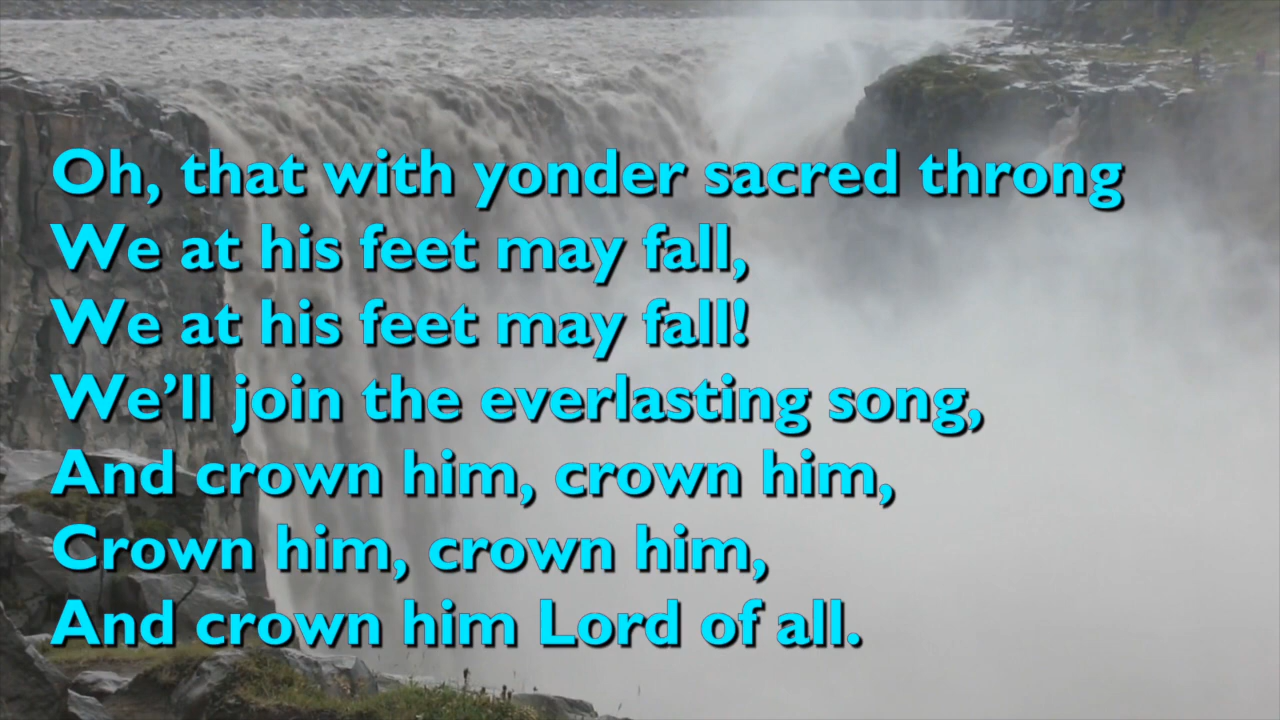 Oh, that with yonder sacred throng
We at his feet may fall,
We at his feet may fall!
We’ll join the everlasting song,
And crown him, crown him,
Crown him, crown him,
And crown him Lord of all.